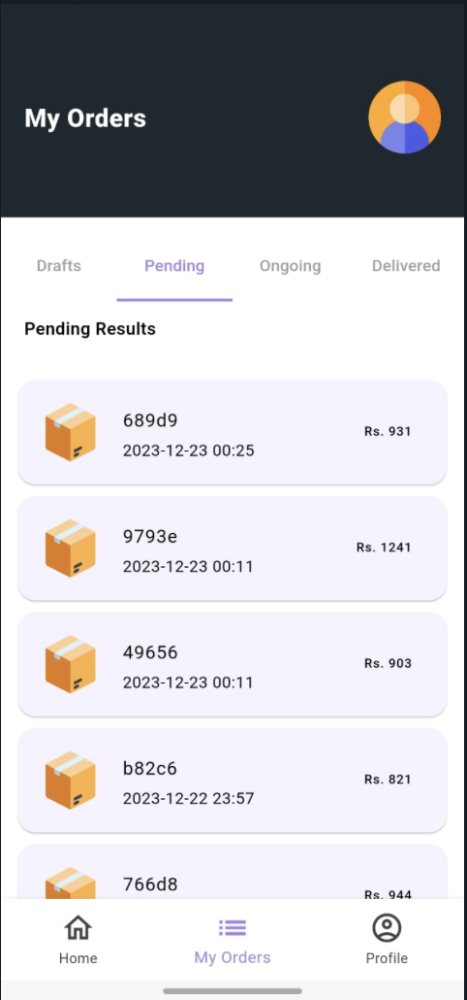 My Orders
Drafts Pending Ongoing Delivered
Pending Results
689d9
2023-12-23 00:25
Rs. 931
9793e
2023-12-23 00:11
Rs. 1241
49656
2023-12-23 00:11
Rs. 903
b82c6
2023-12-22 23:57
Rs. 821
766d8
Rs. 944
Home My Orders Profile